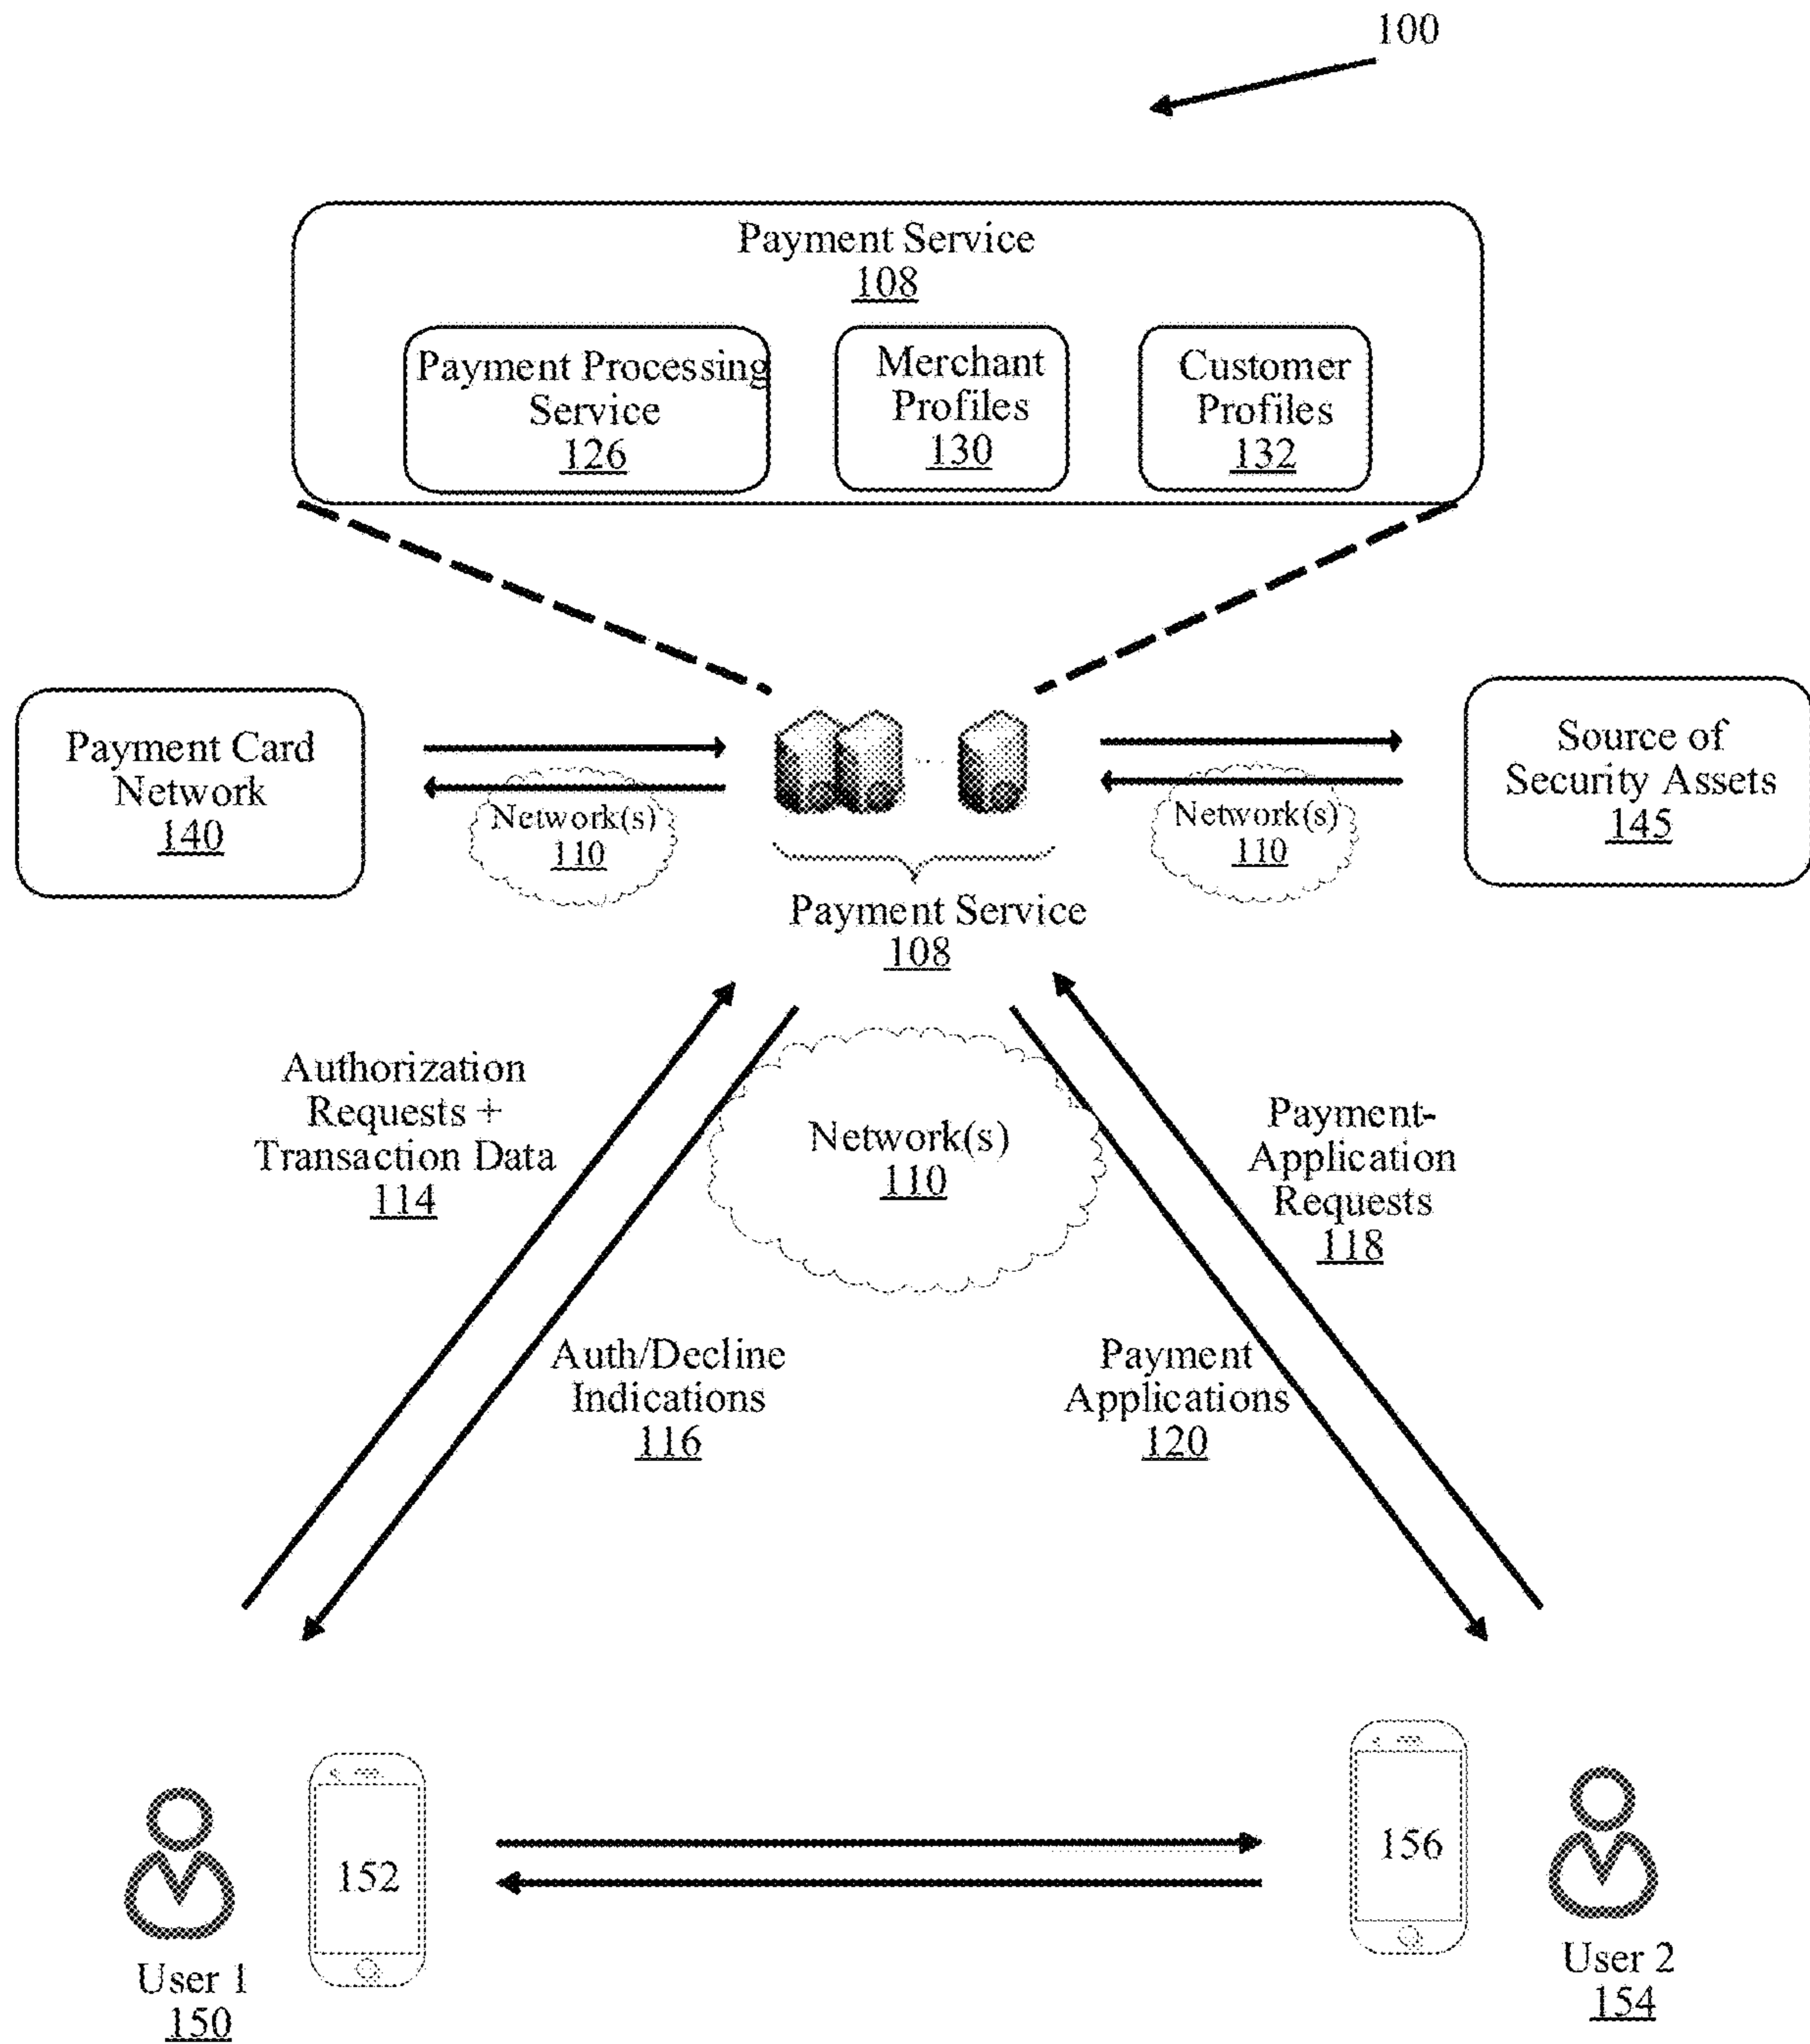 100
Payment Service
108
Payment Processing
Service
126
Merchant
Profiles
130
Customer
Profiles
132
Payment Card
Network
140
Network(s)
110
Payment Service
108
Network(s)
110
Source of
Security Assets
145
Authorization
Requests +
Transaction Data
114
Network(s)
110
Payment-
Application
Requests
118
Auth/Decline
Indications
116
Payment
Applications
120
152
User 1
150
156
User 2
154